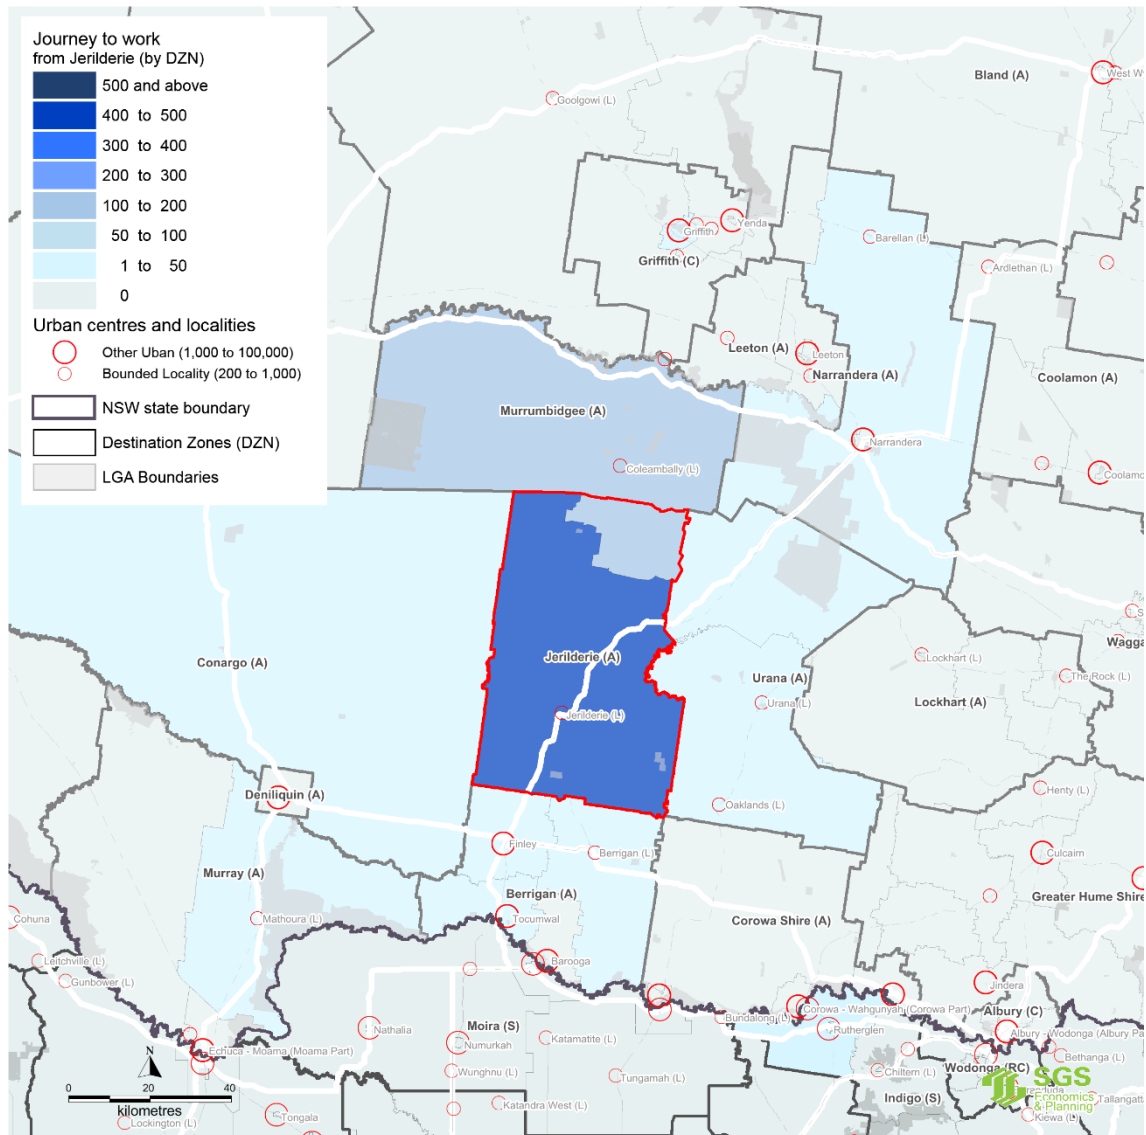 Journey to work
from Jerilderie (by DZN)
500 and above
400 to 500
300 to 400
200 to 300
100 to 200
50 to 100
1 to 50
0
Urban centres and localities
Other Uban (1,000 to 100,000)
Bounded Locality (200 to 1,000)
NSW state boundary
Destination Zones (DZN)
LGA Boundaries
Bland (A)
West W
Goolgowi (L)
Yenda
Griffith
Barellan (L)
Griffith (C)
Ardlethan (L)
Leeton (A)
Leeton
Narrandera (A)
Coolamon (A)
Murrumbidgee (A)
Narrandera
Coleambally (L)
Coolamo
S
Wagga
Jerilderie (A)
Lockhart (L)
Conargo (A)
Urana (A)
The Rock (L)
Urana (L)
Lockhart (A)
Jerilderie (L)
Deniliquin (A)
Oaklands (L)
Henty (L)
Finley
Berrigan (L)
Culcairn
Murray (A)
Berrigan (A)
Greater Hume Shire
Cohuna
Mathoura (L)
Tocumwal
Corowa Shire (A)
Leitchville (L)
Barooga
Gunbower (L)
Jindera
Corowa - Wahgunyah (Corowa Part)
Albury (C)
Bundalong (L)
Nathalia
Moira (S)
Rutherglen
Albury - Wodonga (Albury Pa
Numurkah
Katamatite (L)
Echuca - Moama (Moama Part)
Bethanga (L)
N
Wodonga (RC)
Wunghnu (L)
Tungamah (L)
Chiltern (L)
SGS
Economics
& Planning
0 20 40
kilometres
Indigo (S)
Tallangatta
Katandra West (L)
Tongala
Kiewa (L)
Lockington (L)